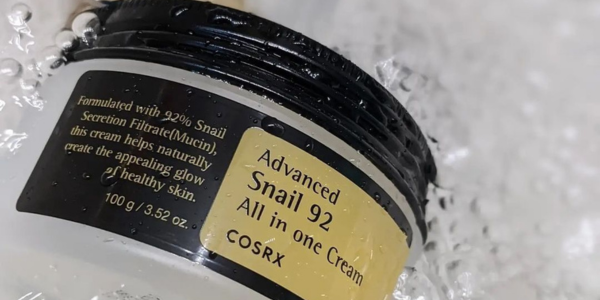 Formulated with 92% Snail
Secretion Filtrate(Mucin),
this cream helps naturally
create the appealing glow
of healthy skin.
100 g / 3.52 oz.
Advanced
Snail 92
All in one Cream
COSRX